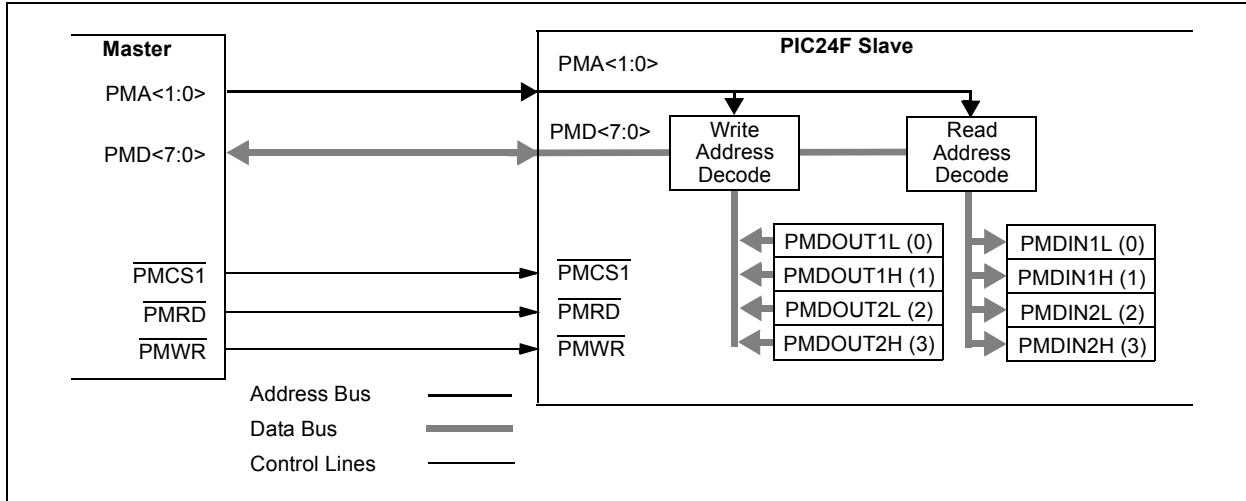 Master
PMA<1:0>
PMD<7:0>
PMCS1
PMRD
PMWR
PIC24F Slave
PMA<1:0>
PMD<7:0>
Write
Address
Decode
Read
Address
Decode
PMCS1
PMRD
PMWR
PMDOUT1L (0)
PMDOUT1H (1)
PMDOUT2L (2)
PMDOUT2H (3)
PMDIN1L (0)
PMDIN1H (1)
PMDIN2L (2)
PMDIN2H (3)
Address Bus
Data Bus
Control Lines